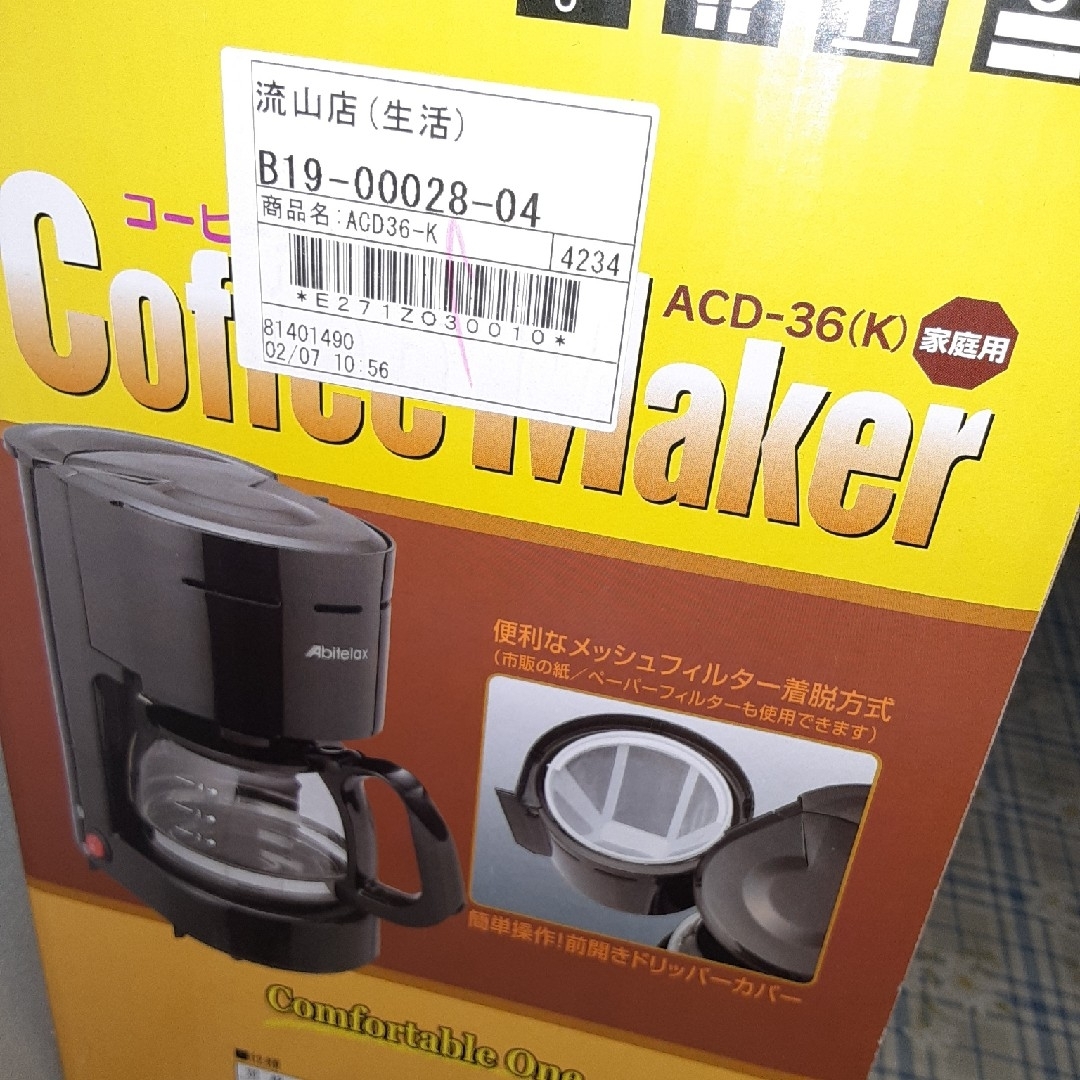 流山店(生活)
B19-00028-04
商品名:ACD36-K
4234
*E271Z030010*
81401490
02/07 10:56
コーヒ
Coffee Maker
ACD-36(K)
家庭用
Abitelax
便利なメッシュフィルター着脱方式
(市販の紙/ペーパーフィルターも使用できます)
簡単操作!前開きドリッパーカバー
Comfortable One